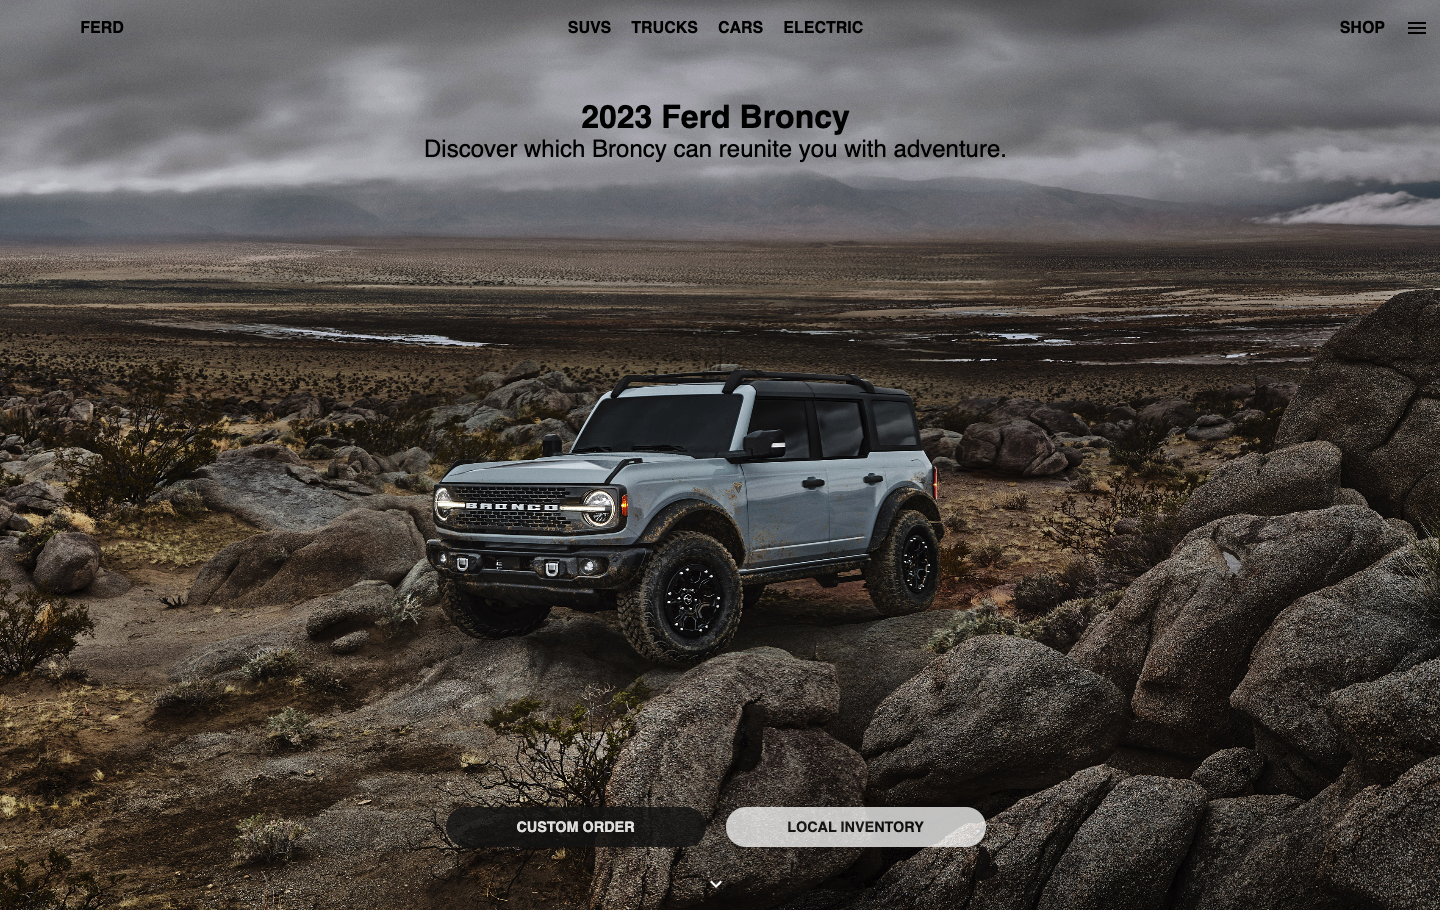 FERD
SUVS TRUCKS CARS ELECTRIC
SHOP
2023 Ferd Broncy
Discover which Broncy can reunite you with adventure.
BRONCO
CUSTOM ORDER
LOCAL INVENTORY